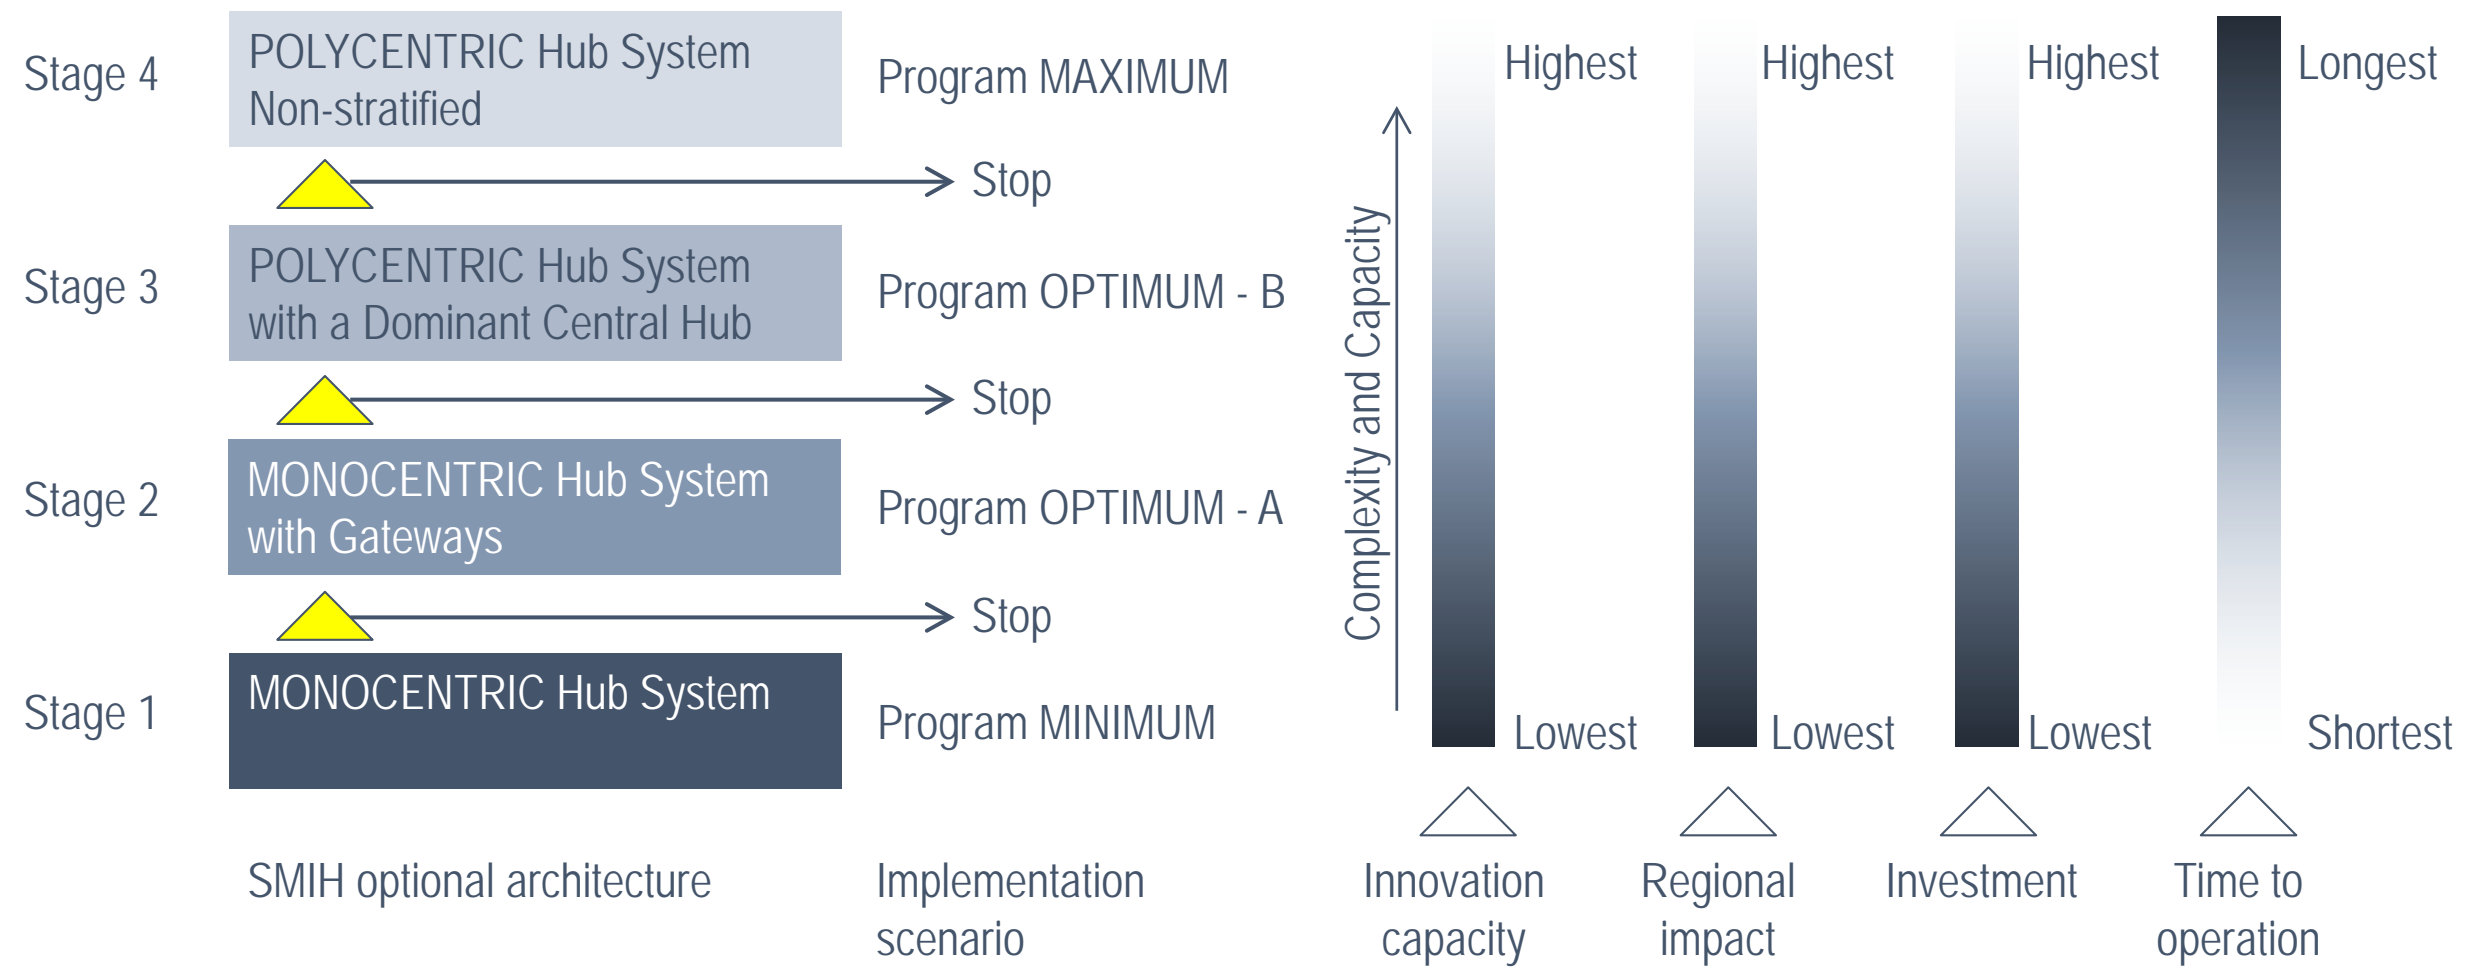 Stage 4
POLYCENTRIC Hub System
Non-stratified
Program MAXIMUM
Stop
Stage 3
POLYCENTRIC Hub System
with a Dominant Central Hub
Program OPTIMUM - B
Stop
Stage 2
MONOCENTRIC Hub System
with Gateways
Program OPTIMUM - A
Stop
Stage 1
MONOCENTRIC Hub System
Program MINIMUM
SMIH optional architecture
Implementation
scenario
Complexity and Capacity
Highest
Lowest
Innovation
capacity
Highest
Lowest
Regional
impact
Highest
Lowest
Investment
Longest
Shortest
Time to
operation